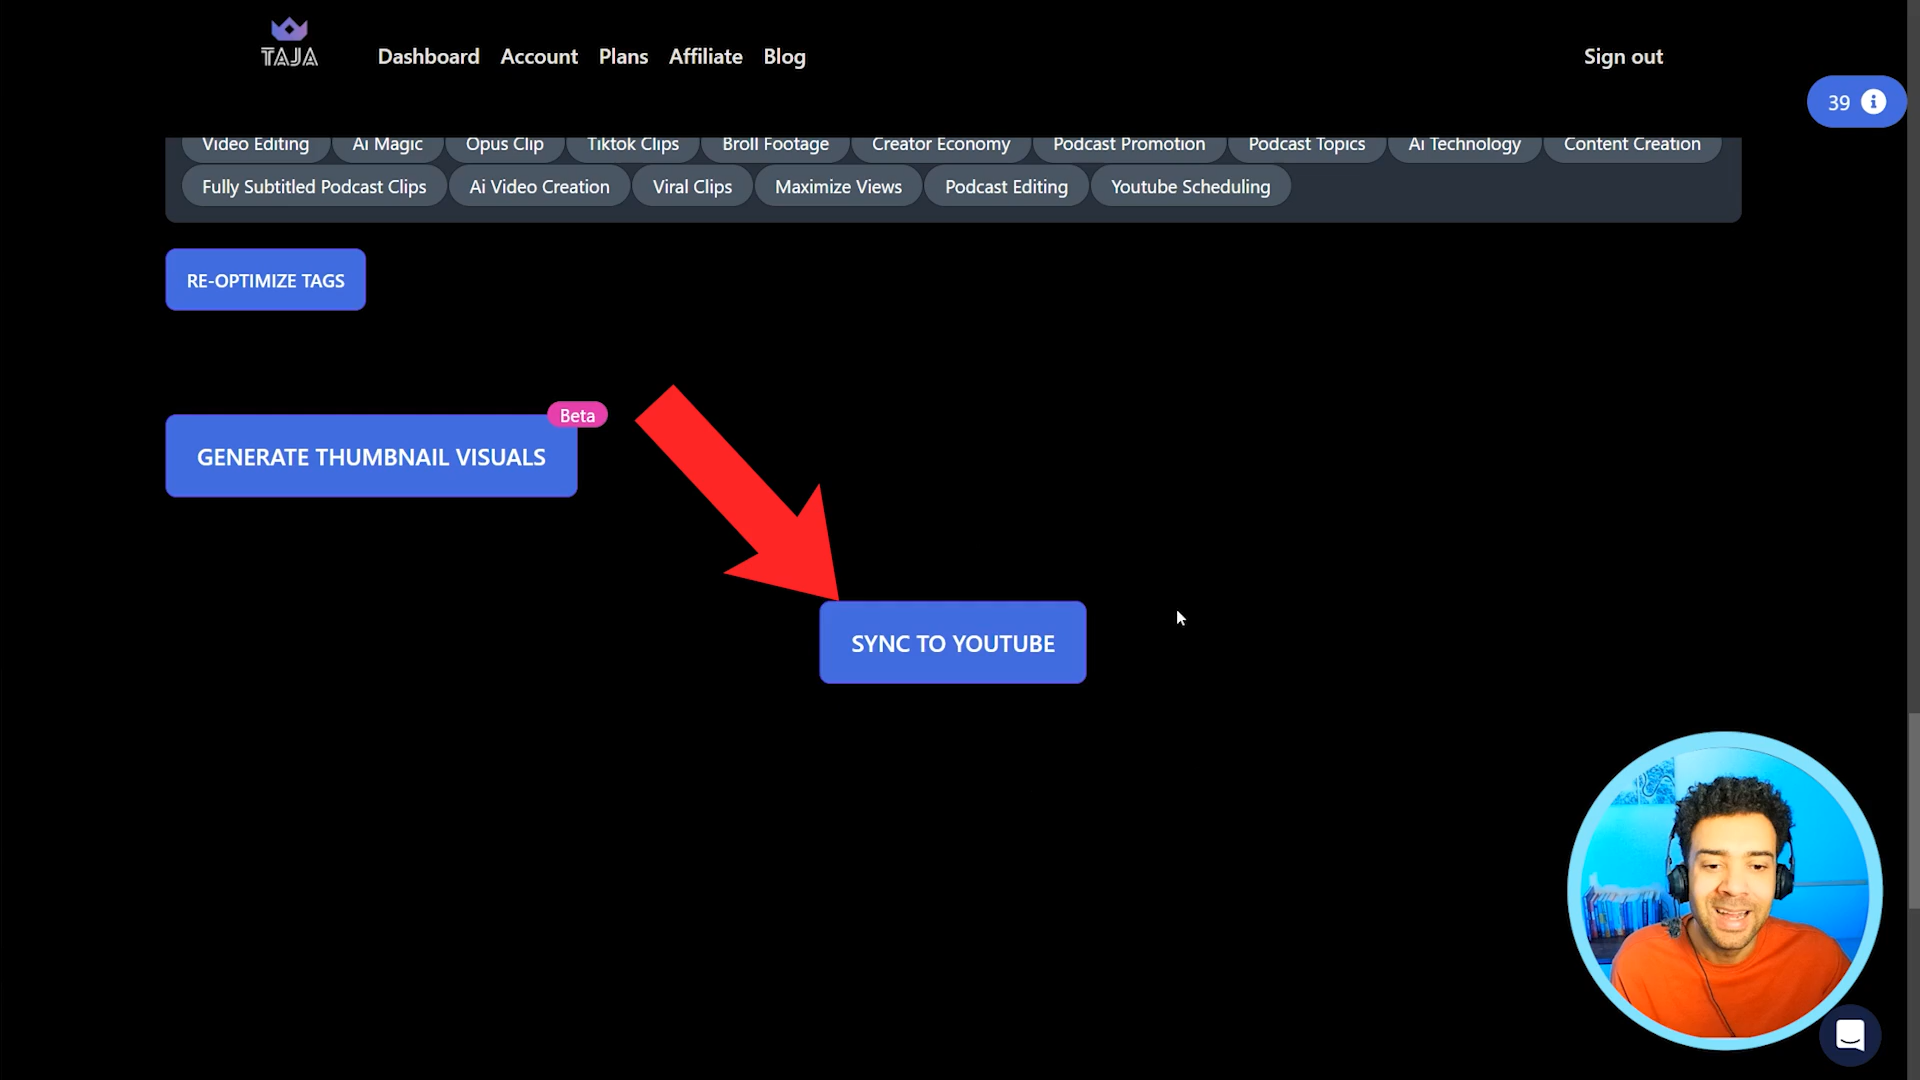 TAJA
Dashboard Account Plans Affiliate Blog
Sign out
39
Video Editing Ai Magic Opus Clip Tiktok Clips Broll Footage Creator Economy Podcast Promotion Podcast Topics Ai Technology Content Creation
Fully Subtitled Podcast Clips Ai Video Creation Viral Clips Maximize Views Podcast Editing Youtube Scheduling
RE-OPTIMIZE TAGS
Beta
GENERATE THUMBNAIL VISUALS
SYNC TO YOUTUBE